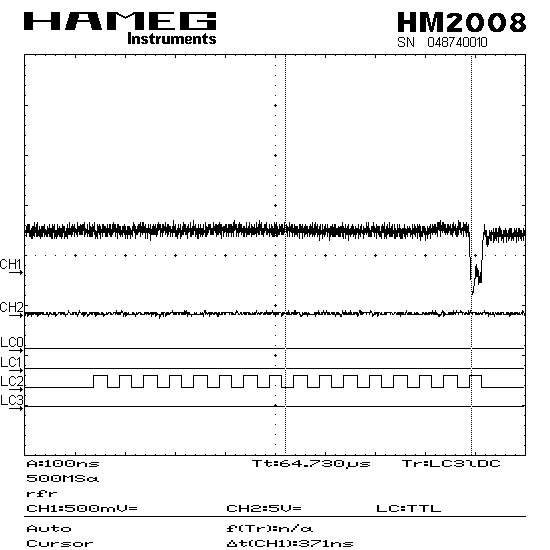 HAMEG
Instruments
HM2008
SN 048740010
CH1
CH2
LC0
LC1
LC2
LC3
A:100ns Tt:64.730µs Tr:LC3⅂DC
500MSa
rfr
CH1:500mV= CH2:5V= LC:TTL
Auto f(Tr):n/a
Cursor Δt(CH1):371ns